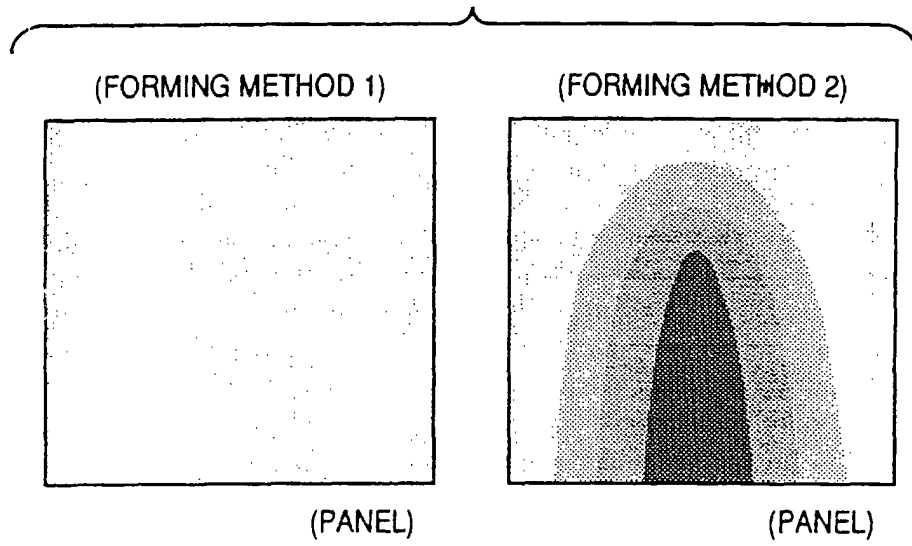 (FORMING METHOD 1)
(FORMING METHOD 2)
(PANEL)
(PANEL)